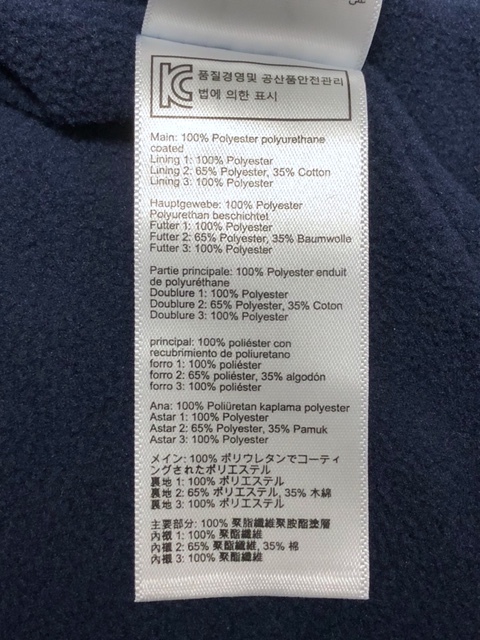 품질경영및 공산품안전관리
법에 의한 표시
Main: 100% Polyester polyurethane
coated
Lining 1: 100% Polyester
Lining 2: 65% Polyester, 35% Cotton
Lining 3: 100% Polyester
Hauptgewebe: 100% Polyester
Polyurethan beschichtet
Futter 1: 100% Polyester
Futter 2: 65% Polyester, 35% Baumwolle
Futter 3: 100% Polyester
Partie principale: 100% Polyester enduit
de polyuréthane
Doublure 1: 100% Polyester
Doublure 2: 65% Polyester, 35% Coton
Doublure 3: 100% Polyester
principal: 100% poliéster con
recubrimiento de poliuretano
forro 1: 100% poliéster
forro 2: 65% poliéster, 35% algodón
forro 3: 100% poliéster
Ana: 100% Poliüretan kaplama polyester
Astar 1: 100% Polyester
Astar 2: 65% Polyester, 35% Pamuk
Astar 3: 100% Polyester
メイン: 100% ポリウレタンでコーティ
ングされたポリエステル
裏地 1: 100% ポリエステル
裏地 2: 65% ポリエステル, 35% 木綿
裏地 3: 100% ポリエステル
主要部分: 100% 聚脂纖維聚胺酯塗層
內襯 1: 100% 聚酯纖維
內襯 2: 65% 聚酯纖維, 35% 棉
內襯 3: 100% 聚酯纖維